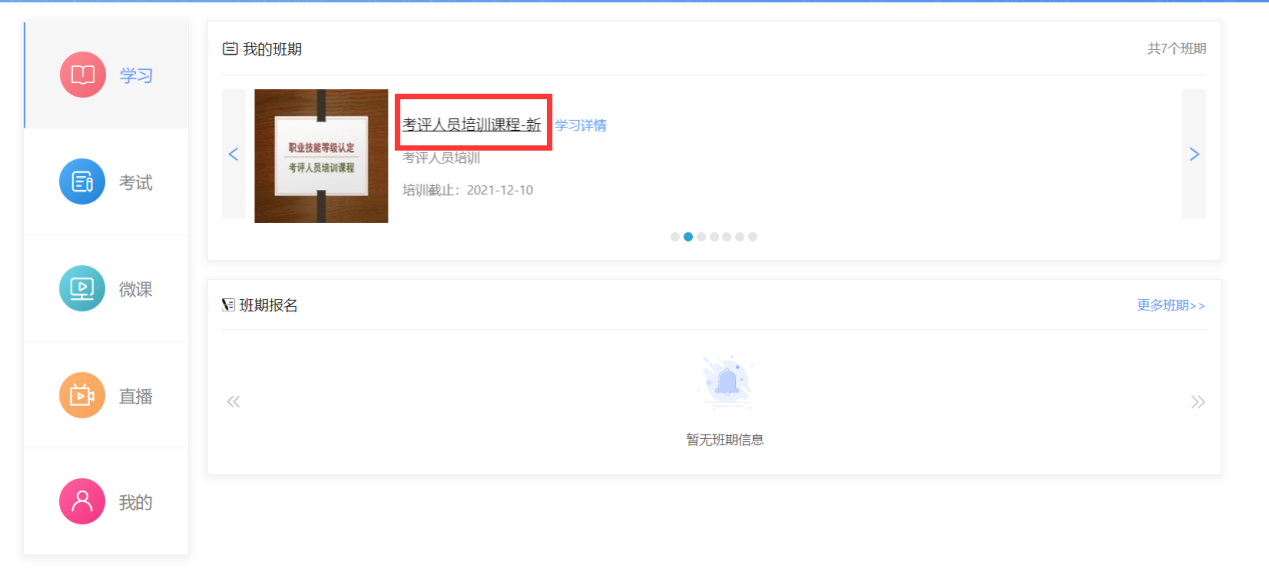 学习
考试
微课
直播
我的
我的班期
共7个班期
职业技能等级认定
考评人员培训课程
考评人员培训课程-新 学习详情
考评人员培训
培训截止：2021-12-10
班期报名
更多班期>>
暂无班期信息